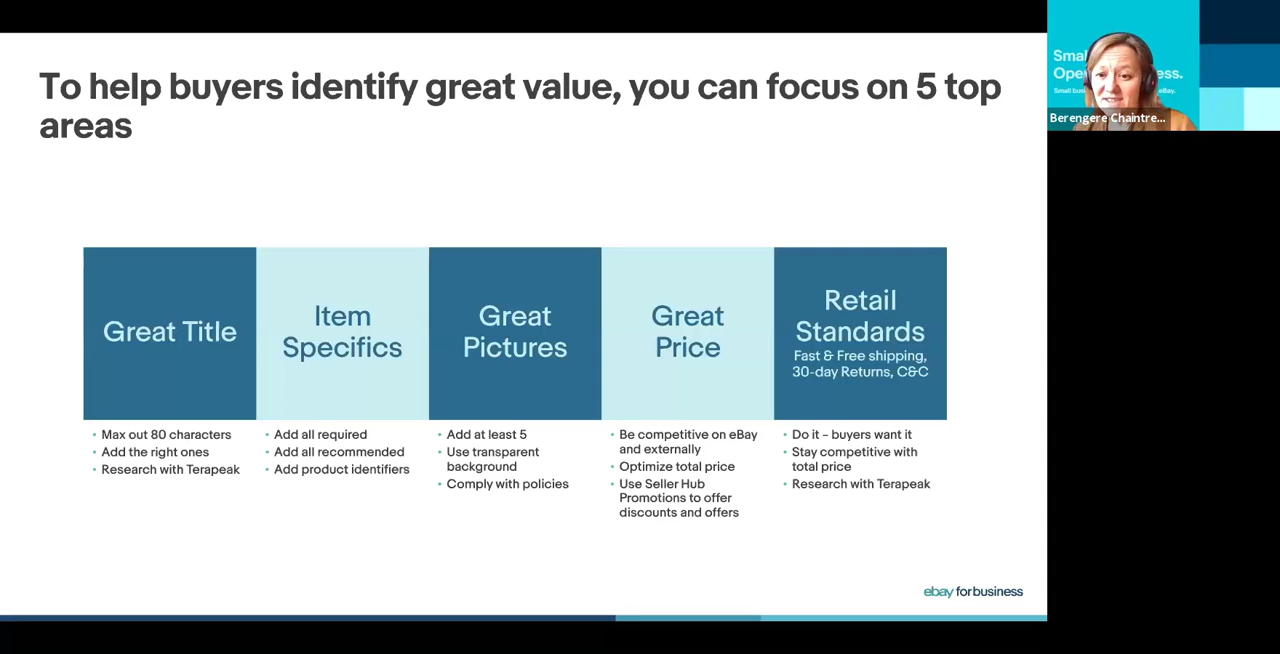 To help buyers identify great value, you can focus on 5 top
areas
Great Title
Item
Specifics
Great
Pictures
Great
Price
Retail
Standards
Fast & Free shipping,
30-day Returns, C&C
• Max out 80 characters
• Add the right ones
• Research with Terapeak
• Add all required
• Add all recommended
• Add product identifiers
• Add at least 5
• Use transparent
background
• Comply with policies
• Be competitive on eBay
and externally
• Optimize total price
• Use Seller Hub
Promotions to offer
discounts and offers
• Do it – buyers want it
• Stay competitive with
total price
• Research with Terapeak
ebay for business
Berengere Chaintre...